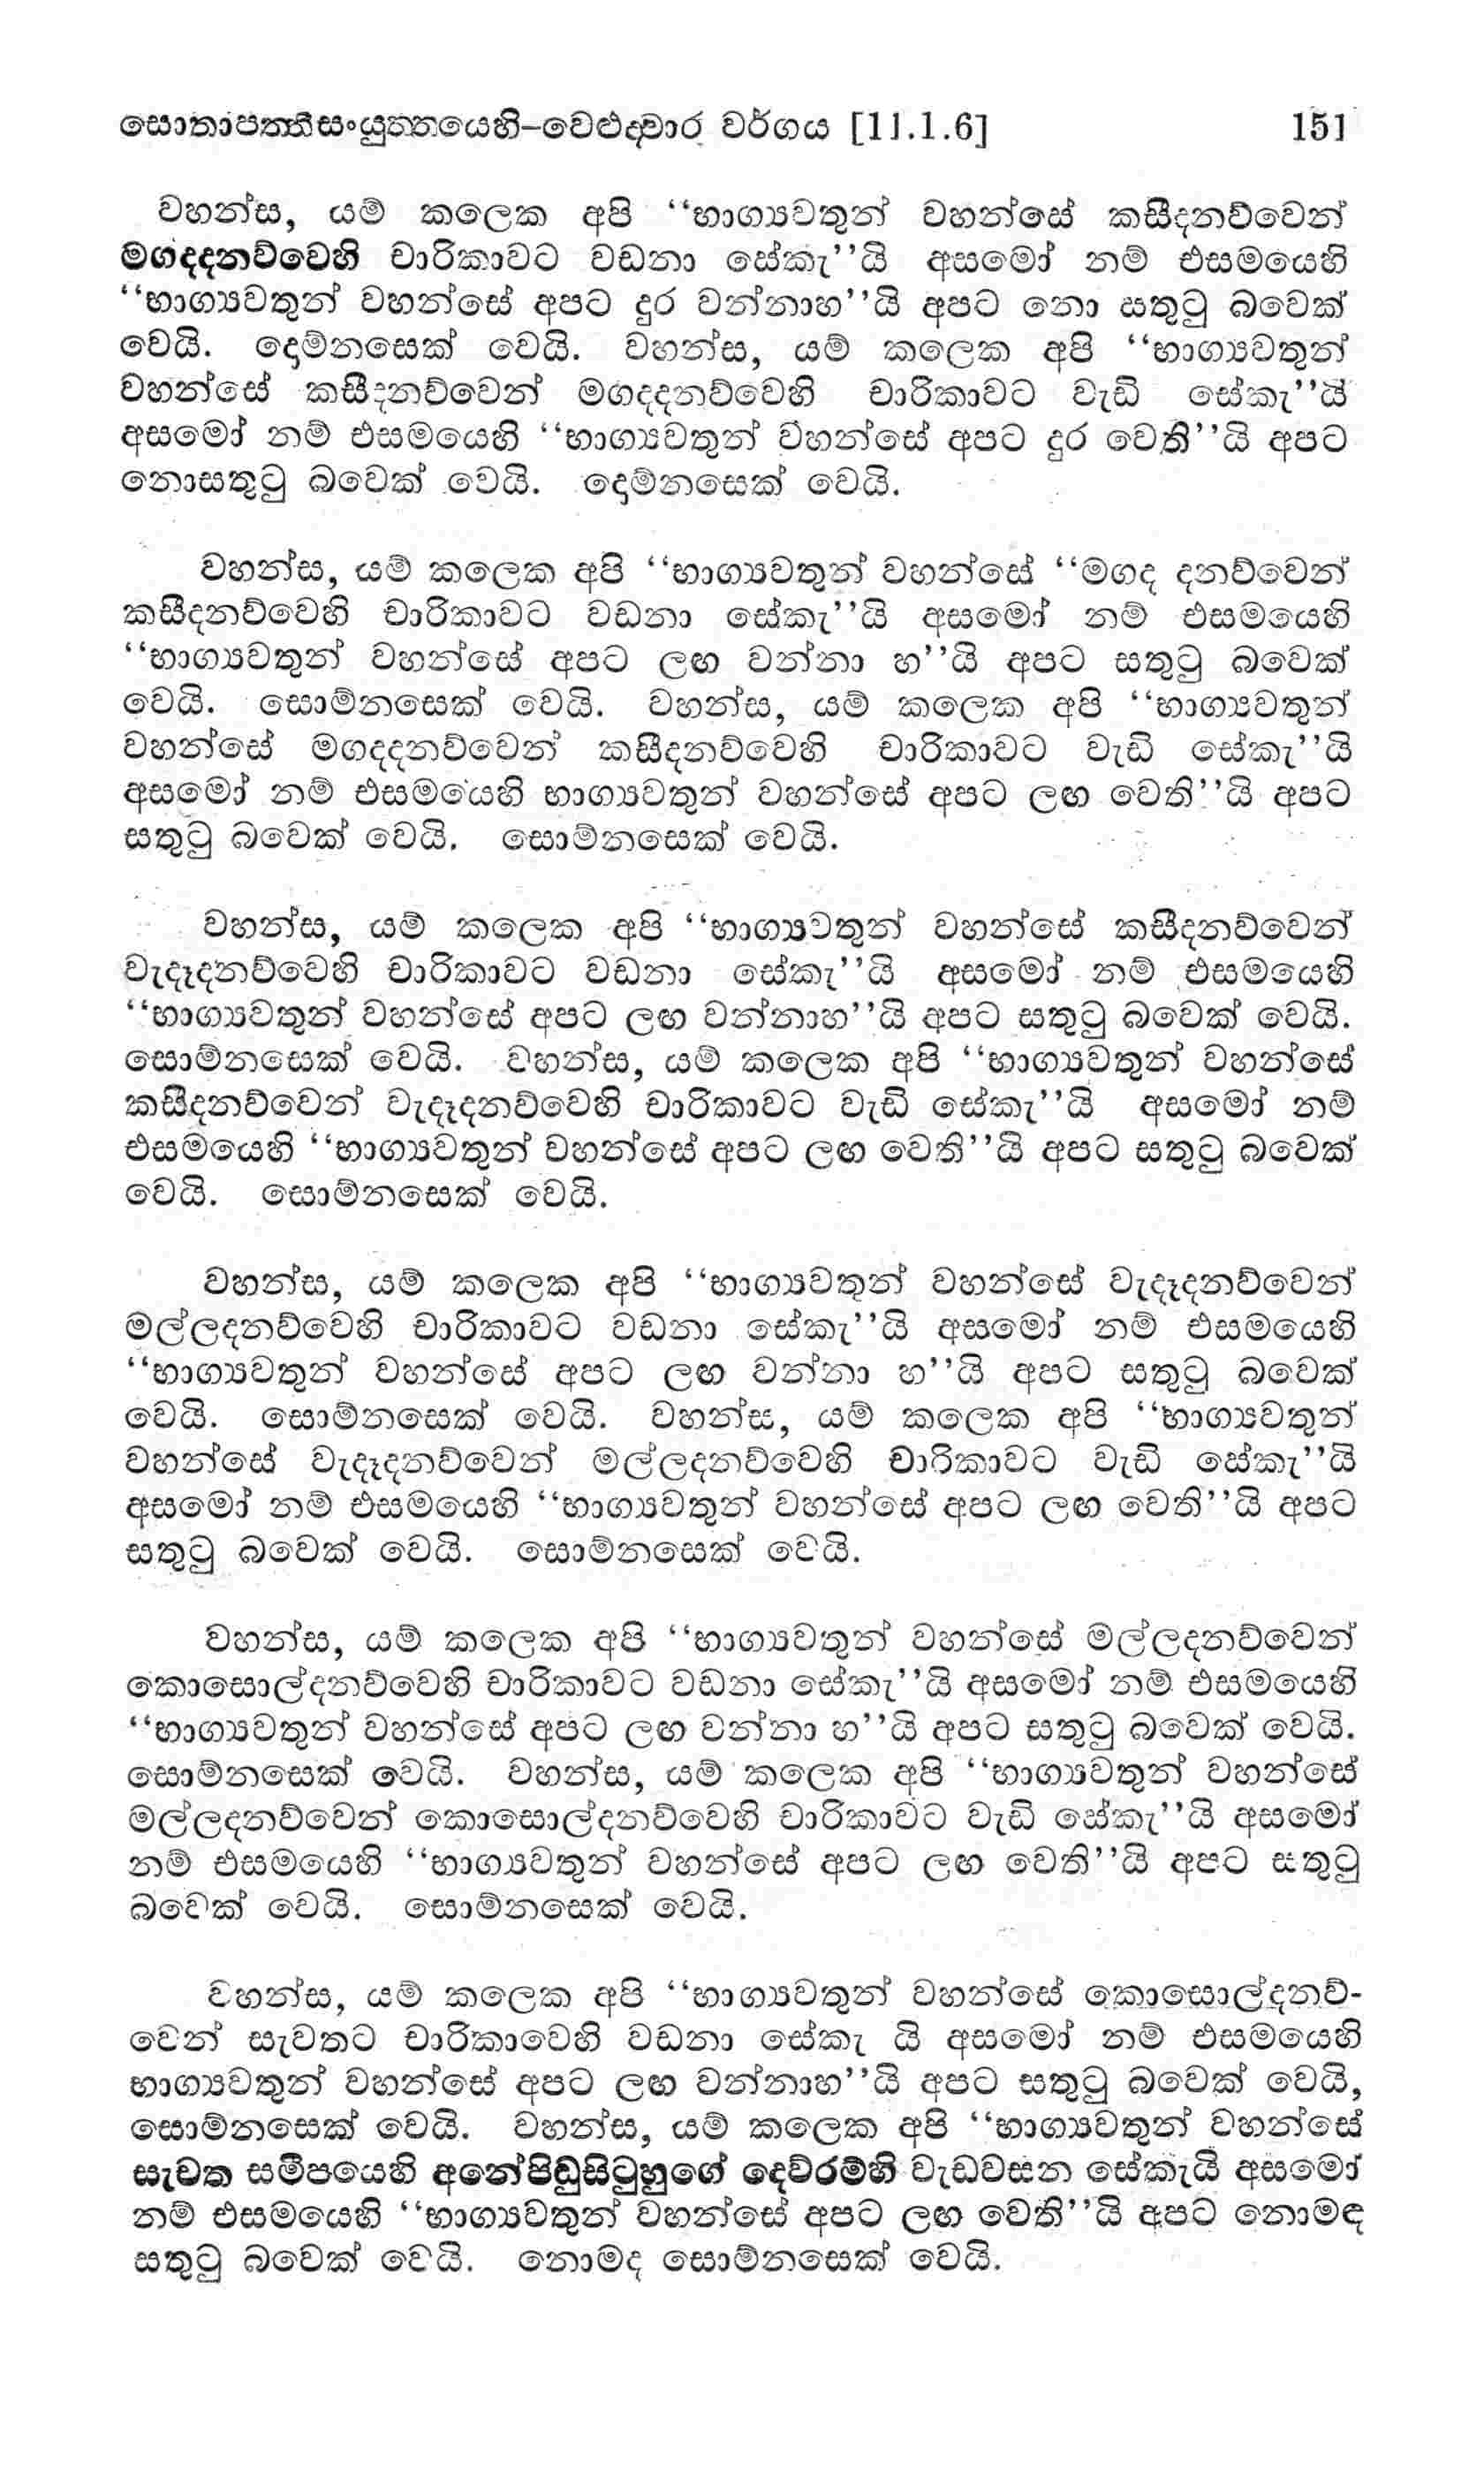 සොතාපත්තිසංයුත්තයෙහි–වෙළුද්වාර වර්ගය [11.1.6] 151
වහන්ස, යම් කලෙක අපි ‘‘භාග්‍යවතුන් වහන්සේ කසීදනව්වෙන්
මගදදනව්වෙහි චාරිකාවට වඩනා සේකැ’’යි අසමෝ නම් එසමයෙහි
‘‘භාග්‍යවතුන් වහන්සේ අපට දුර වන්නාහ’’යි අපට නො සතුටු බවෙක්
වෙයි. දොම්නසෙක් වෙයි. වහන්ස, යම් කලෙක අපි ‘‘භාග්‍යවතුන්
වහන්සේ කසීදනව්වෙන් මගදදනව්වෙහි චාරිකාවට වැඩි සේකැ’’යි
අසමෝ නම් එසමයෙහි ‘‘භාග්‍යවතුන් වහන්සේ අපට දුර වෙති’’යි අපට
නොසතුටු බවෙක් වෙයි. දොම්නසෙක් වෙයි.
වහන්ස, යම් කලෙක අපි ‘‘භාග්‍යවතුන් වහන්සේ ‘‘මගද දනව්වෙන්
කසීදනව්වෙහි චාරිකාවට වඩනා සේකැ’’යි අසමෝ නම් එසමයෙහි
‘‘භාග්‍යවතුන් වහන්සේ අපට ලඟ වන්නා හ’’යි අපට සතුටු බවෙක්
වෙයි. සොම්නසෙක් වෙයි. වහන්ස, යම් කලෙක අපි ‘‘භාග්‍යවතුන්
වහන්සේ මගදදනව්වෙන් කසීදනව්වෙහි චාරිකාවට වැඩි සේකැ’’යි
අසමෝ නම් එසමයෙහි භාග්‍යවතුන් වහන්සේ අපට ලඟ වෙති’’යි අපට
සතුටු බවෙක් වෙයි. සොම්නසෙක් වෙයි.
වහන්ස, යම් කලෙක අපි ‘‘භාග්‍යවතුන් වහන්සේ කසීදනව්වෙන්
වැදෑදනව්වෙහි චාරිකාවට වඩනා සේකැ’’යි අසමෝ නම් එසමයෙහි
‘‘භාග්‍යවතුන් වහන්සේ අපට ලඟ වන්නාහ’’යි අපට සතුටු බවෙක් වෙයි.
සොම්නසෙක් වෙයි. වහන්ස, යම් කලෙක අපි ‘‘භාග්‍යවතුන් වහන්සේ
කසීදනව්වෙන් වැදෑදනව්වෙහි චාරිකාවට වැඩි සේකැ’’යි අසමෝ නම්
එසමයෙහි ‘‘භාග්‍යවතුන් වහන්සේ අපට ලඟ වෙති’’යි අපට සතුටු බවෙක්
වෙයි. සොම්නසෙක් වෙයි.
වහන්ස, යම් කලෙක අපි ‘‘භාග්‍යවතුන් වහන්සේ වැදෑදනව්වෙන්
මල්ලදනව්වෙහි චාරිකාවට වඩනා සේකැ’’යි අසමෝ නම් එසමයෙහි
‘‘භාග්‍යවතුන් වහන්සේ අපට ලඟ වන්නා හ’’යි අපට සතුටු බවෙක්
වෙයි. සොම්නසෙක් වෙයි. වහන්ස, යම් කලෙක අපි ‘‘භාග්‍යවතුන්
වහන්සේ වැදෑදනව්වෙන් මල්ලදනව්වෙහි චාරිකාවට වැඩි සේකැ’’යි
අසමෝ නම් එසමයෙහි ‘‘භාග්‍යවතුන් වහන්සේ අපට ලඟ වෙති’’යි අපට
සතුටු බවෙක් වෙයි. සොම්නසෙක් වෙයි.
වහන්ස, යම් කලෙක අපි ‘‘භාග්‍යවතුන් වහන්සේ මල්ලදනව්වෙන්
කොසොල්දනව්වෙහි චාරිකාවට වඩනා සේකැ’’යි අසමෝ නම් එසමයෙහි
‘‘භාග්‍යවතුන් වහන්සේ අපට ලඟ වන්නා හ’’යි අපට සතුටු බවෙක් වෙයි.
සොම්නසෙක් වෙයි. වහන්ස, යම් කලෙක අපි ‘‘භාග්‍යවතුන් වහන්සේ
මල්ලදනව්වෙන් කොසොල්දනව්වෙහි චාරිකාවට වැඩි සේකැ’’යි අසමෝ
නම් එසමයෙහි ‘‘භාග්‍යවතුන් වහන්සේ අපට ලඟ වෙති’’යි අපට සතුටු
බවෙක් වෙයි. සොම්නසෙක් වෙයි.
වහන්ස, යම් කලෙක අපි ‘‘භාග්‍යවතුන් වහන්සේ කොසොල්දනව්-
වෙන් සැවතට චාරිකාවෙහි වඩනා සේකැ යි අසමෝ නම් එසමයෙහි
භාග්‍යවතුන් වහන්සේ අපට ලඟ වන්නාහ’’යි අපට සතුටු බවෙක් වෙයි,
සොම්නසෙක් වෙයි. වහන්ස, යම් කලෙක අපි ‘‘භාග්‍යවතුන් වහන්සේ
සැවත සමීපයෙහි අනේපිඬුසිටුහුගේ දෙව්රම්හි වැඩවසන සේකැයි අසමෝ
නම් එසමයෙහි ‘‘භාග්‍යවතුන් වහන්සේ අපට ලඟ වෙති’’යි අපට නොමඳ
සතුටු බවෙක් වෙයි. නොමද සොම්නසෙක් වෙයි.